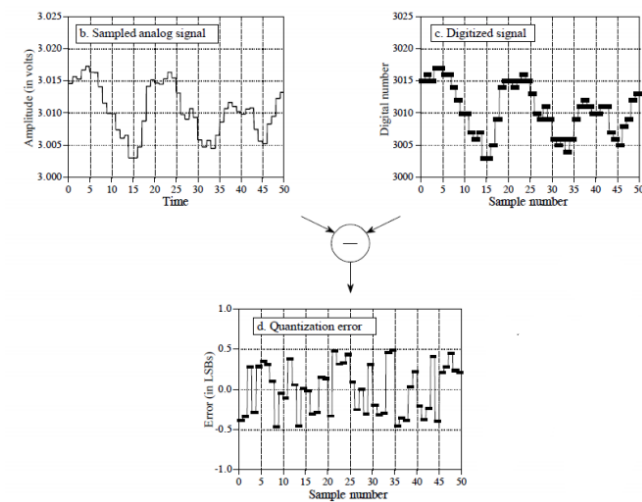 3.025
b. Sampled analog signal
3.020
3.015
3.010
3.005
3.000
Amplitude (in volts)
0 5 10 15 20 25 30 35 40 45 50
Time
3025
c. Digitized signal
3020
3015
3010
3005
3000
Digital number
0 5 10 15 20 25 30 35 40 45 50
Sample number
1.0
d. Quantization error
0.5
0.0
-0.5
-1.0
Error (in LSBs)
0 5 10 15 20 25 30 35 40 45 50
Sample number